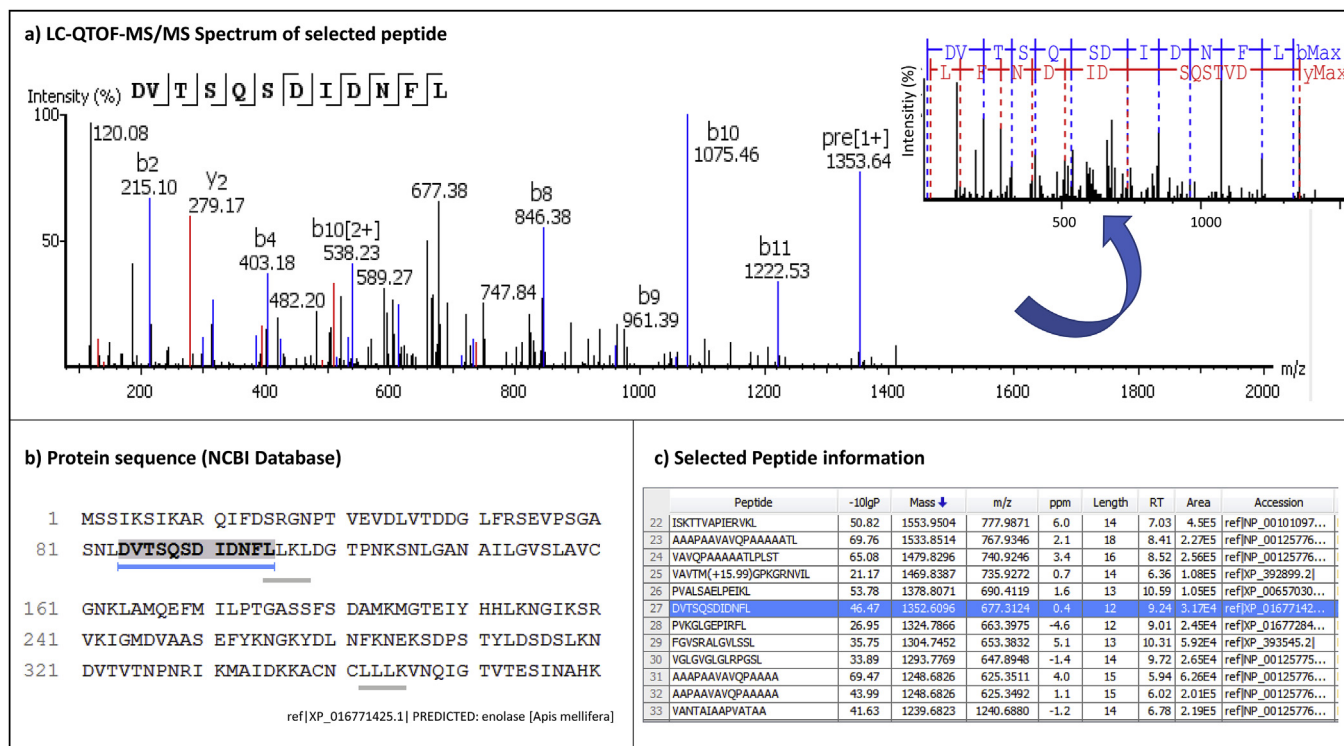 a) LC-QTOF-MS/MS Spectrum of selected peptide
Intensity (%)
D V T S Q S D I D N F L
100
50
120.08
b2
215.10
y2
279.17
b4
403.18
482.20
b10[2+]
538.23
589.27
677.38
747.84
b8
846.38
b9
961.39
b10
1075.46
b11
1222.53
pre[1+]
1353.64
200 400 600 800 1000 1200 1400 1600 1800 2000
m/z
DV T S Q SD I D N F L bMax
L F N D ID SQSTVD yMax
Intensitiy (%)
500 1000
b) Protein sequence (NCBI Database)
1 MSSIKSIKAR QIFDSRGNPT VEVDLVTDDG LFRSEVPSGA
81 SNLDVTSQSD IDNFLLKLDG TPNKSNLGAN AILGVSLAVC
161 GNKLAMQEFM ILPTGASSFS DAMKMGTEIY HHLKNGIKSR
241 VKIGMDVAAS EFYKNGKYDL NFKNEKSDPS TYLDSDSLKN
321 DVTVTNPNRI KMAIDKKACN CLLLKVNQIG TVTESINAHK
ref|XP_016771425.1| PREDICTED: enolase [Apis mellifera]
c) Selected Peptide information
Peptide -10lgP Mass m/z ppm Length RT Area Accession
22 ISKTTVAPIERVKL 50.82 1553.9504 777.9871 6.0 14 7.03 4.5E5 ref|NP_00101097...
23 AAAPAAVAVQPAAAAATL 69.76 1533.8514 767.9346 2.1 18 8.41 2.27E5 ref|NP_00125776...
24 VAVQPAAAAATLPLST 65.08 1479.8296 740.9246 3.4 16 8.52 2.56E5 ref|NP_00125776...
25 VAVTM(+15.99)GPKGRNVIL 21.17 1469.8387 735.9272 0.7 14 6.36 1.08E5 ref|XP_392899.2|
26 PVALSAELPEIKL 53.78 1378.8071 690.4119 1.6 13 10.59 1.05E5 ref|XP_00657030...
27 DVTSQSDIDNFL 46.47 1352.6096 677.3124 0.4 12 9.24 3.17E4 ref|XP_01677142...
28 PVKGLGEPIRFL 26.95 1324.7866 663.3975 -4.6 12 9.01 2.45E4 ref|XP_01677284...
29 FGVSRALGVLSSL 35.75 1304.7452 653.3832 5.1 13 10.31 5.92E4 ref|XP_393545.2|
30 VGLGVGLGLRPGSL 33.89 1293.7769 647.8948 -1.4 14 9.72 2.65E4 ref|NP_00125775...
31 AAAPAAVAVQPAAAA 69.47 1248.6826 625.3511 4.0 15 5.94 6.26E4 ref|NP_00125776...
32 AAPAAVAVQPAAAAA 43.99 1248.6826 625.3492 1.1 15 6.02 2.01E5 ref|NP_00125776...
33 VANTAIAAPVATAA 41.63 1239.6823 1240.6880 -1.2 14 6.78 2.19E5 ref|NP_00125776...